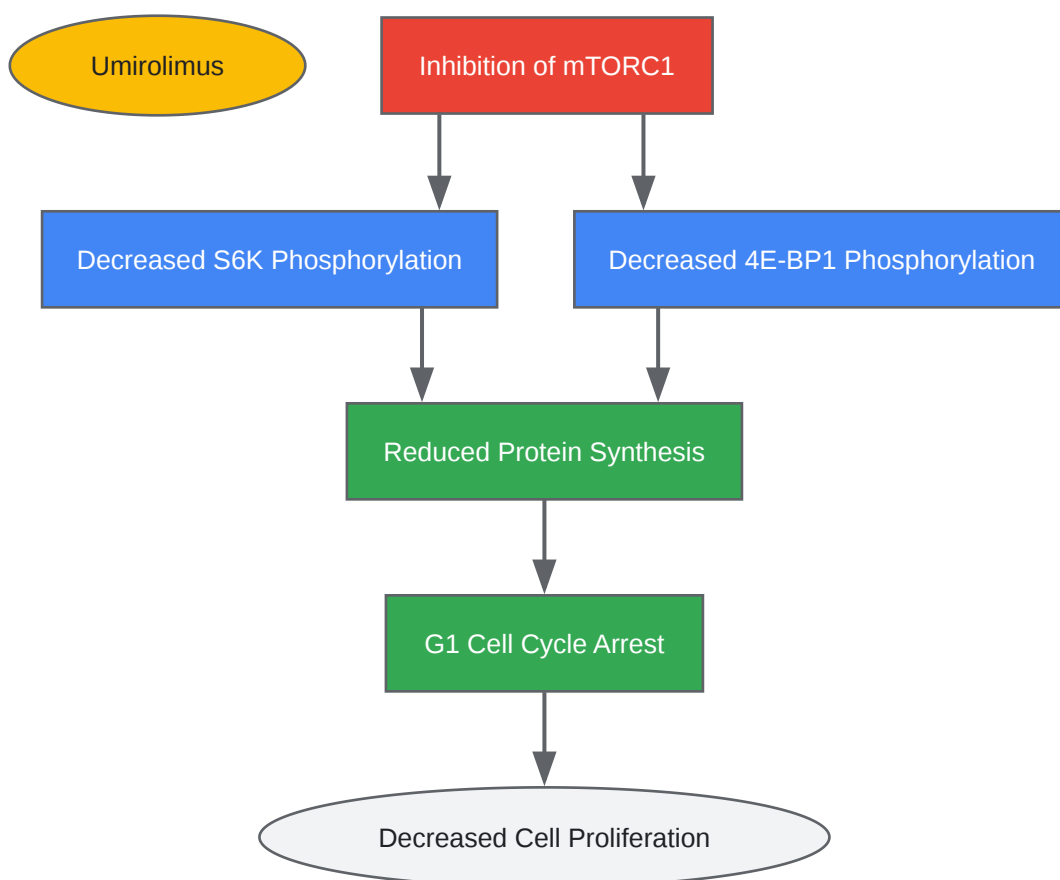 Umirolimus
Inhibition of mTORC1
Decreased S6K Phosphorylation
Decreased 4E-BP1 Phosphorylation
Reduced Protein Synthesis
G1 Cell Cycle Arrest
Decreased Cell Proliferation